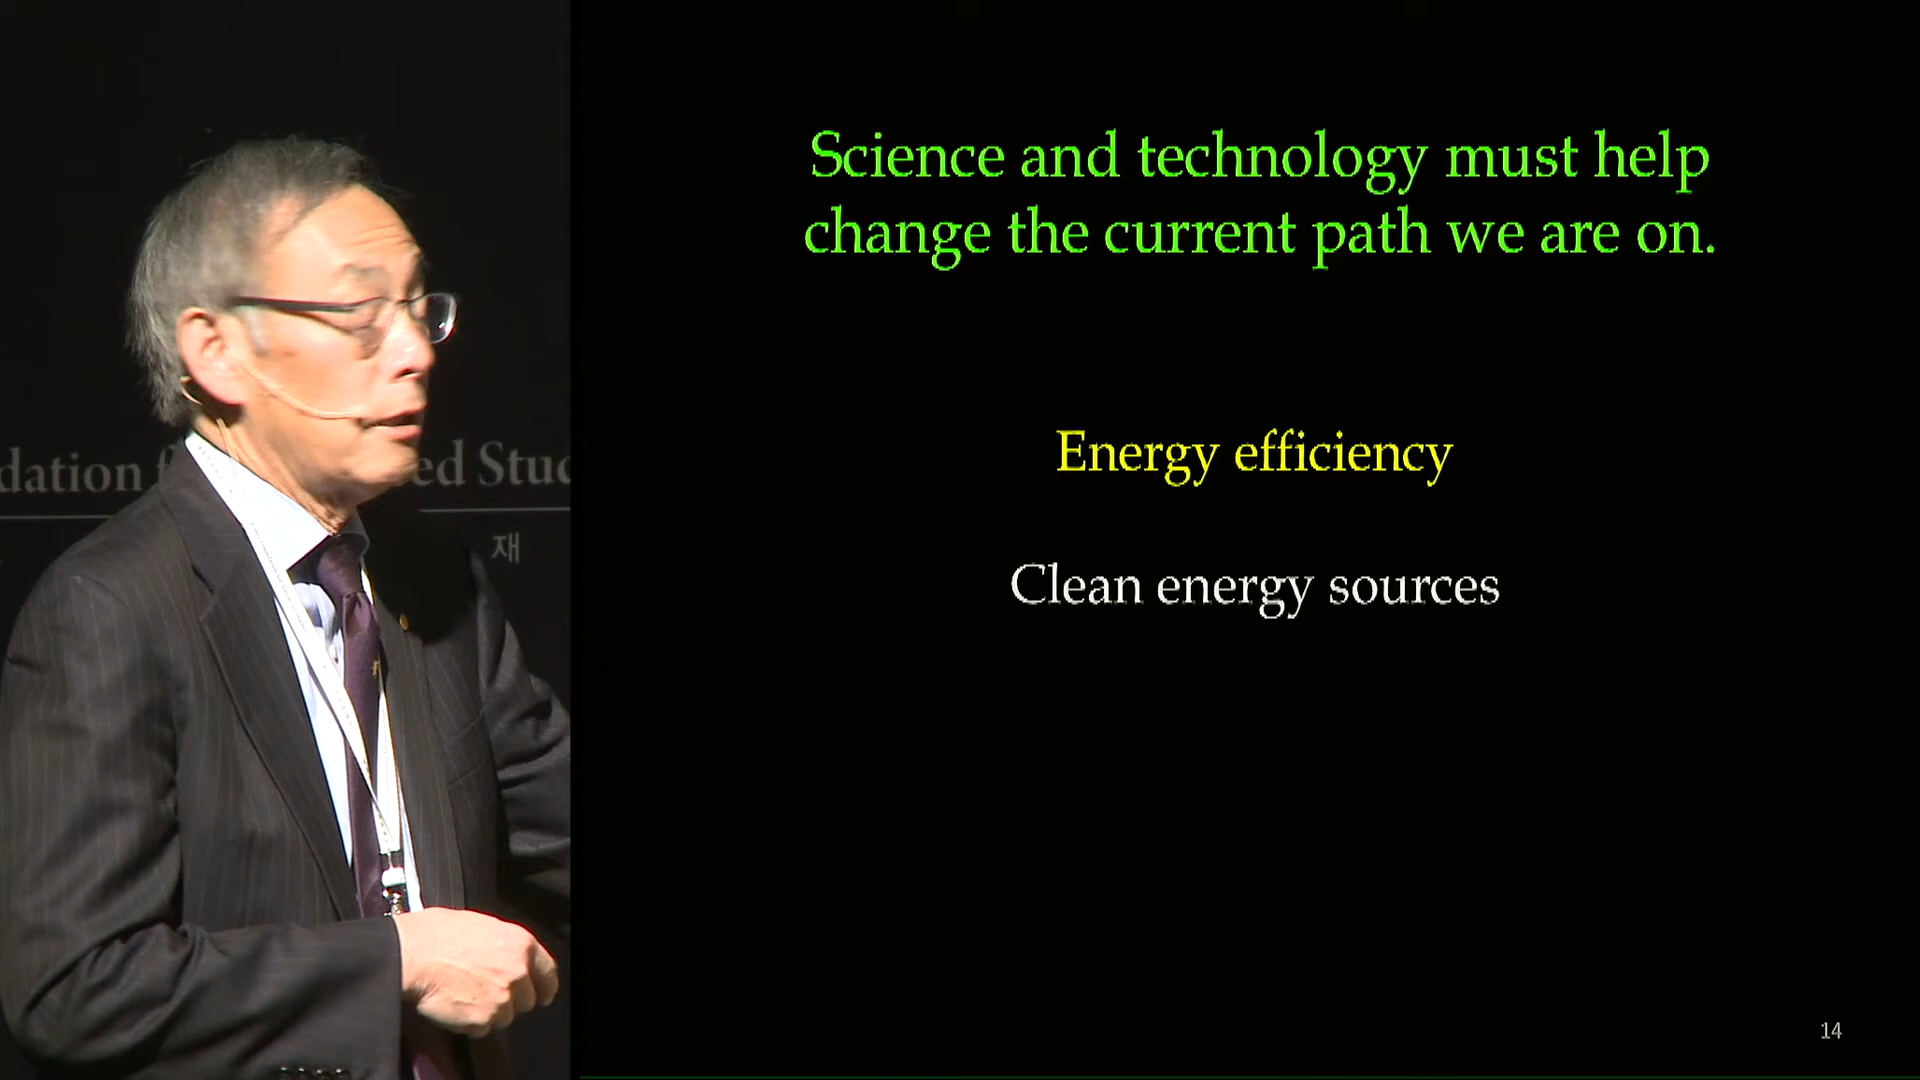 Science and technology must help
change the current path we are on.
Energy efficiency
Clean energy sources
dation f ed Stud
재
14